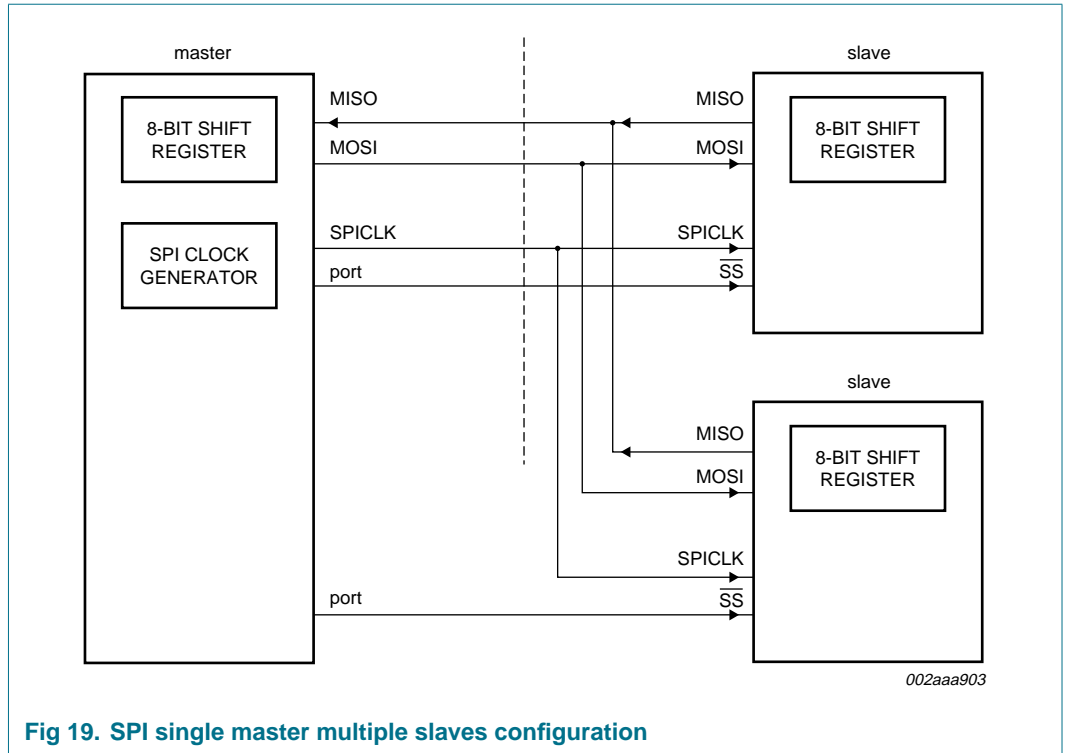 master
slave
MISO
MISO
8-BIT SHIFT
REGISTER
8-BIT SHIFT
REGISTER
MOSI
MOSI
SPICLK
SPICLK
SPI CLOCK
GENERATOR
port
SS
slave
MISO
8-BIT SHIFT
REGISTER
MOSI
SPICLK
port
SS
002aaa903
Fig 19. SPI single master multiple slaves configuration